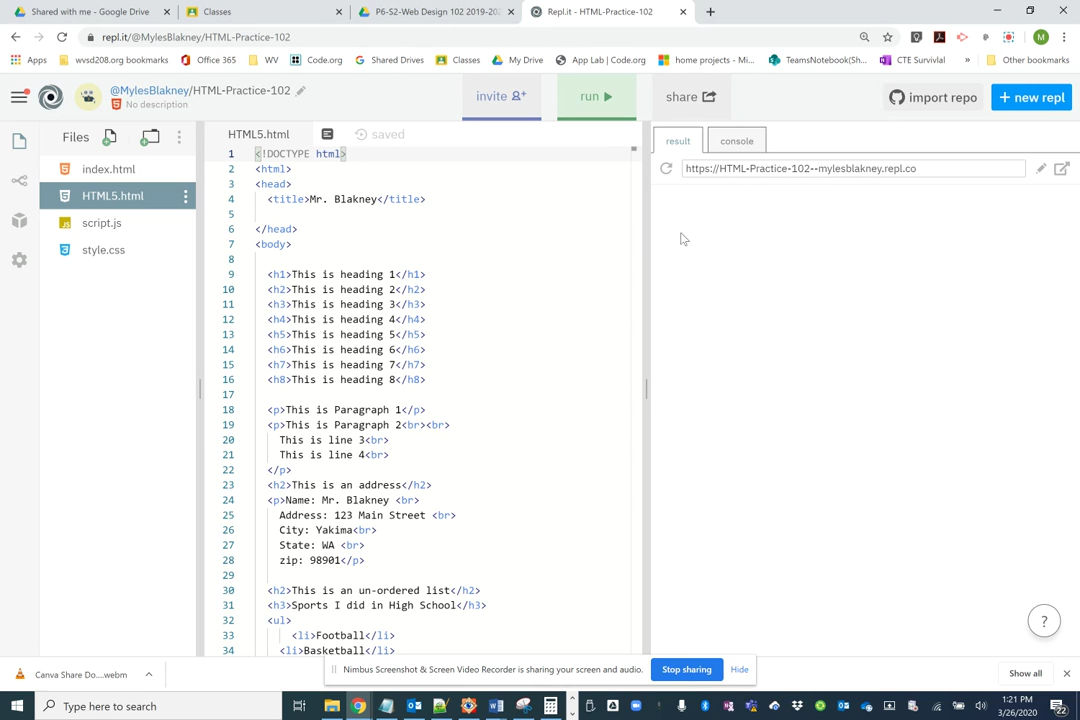 Shared with me - Google Drive
Classes
P6-S2-Web Design 102 2019-202
Repl.it - HTML-Practice-102
repl.it/@MylesBlakney/HTML-Practice-102
M
Apps
wvsd208.org bookmarks
Office 365
WV
Code.org
Shared Drives
Classes
My Drive
App Lab | Code.org
home projects - Mi...
TeamsNotebook(Sh...
CTE Survivlal
»
Other bookmarks
@MylesBlakney/HTML-Practice-102
No description
invite
run
share
import repo
+ new repl
Files
HTML5.html
saved
result
console
index.html
HTML5.html
script.js
style.css
https://HTML-Practice-102--mylesblakney.repl.co
1 <!DOCTYPE html>
2 <html>
3 <head>
4 <title>Mr. Blakney</title>
5
6 </head>
7 <body>
8
9 <h1>This is heading 1</h1>
10 <h2>This is heading 2</h2>
11 <h3>This is heading 3</h3>
12 <h4>This is heading 4</h4>
13 <h5>This is heading 5</h5>
14 <h6>This is heading 6</h6>
15 <h7>This is heading 7</h7>
16 <h8>This is heading 8</h8>
17
18 <p>This is Paragraph 1</p>
19 <p>This is Paragraph 2<br><br>
20 This is line 3<br>
21 This is line 4<br>
22 </p>
23 <h2>This is an address</h2>
24 <p>Name: Mr. Blakney <br>
25 Address: 123 Main Street <br>
26 City: Yakima<br>
27 State: WA <br>
28 zip: 98901</p>
29
30 <h2>This is an un-ordered list</h2>
31 <h3>Sports I did in High School</h3>
32 <ul>
33 <li>Football</li>
34 <li>Basketball</li>
?
Nimbus Screenshot & Screen Video Recorder is sharing your screen and audio.
Stop sharing
Hide
Canva Share Do....webm
Show all
Type here to search
1:21 PM
3/26/2020
22